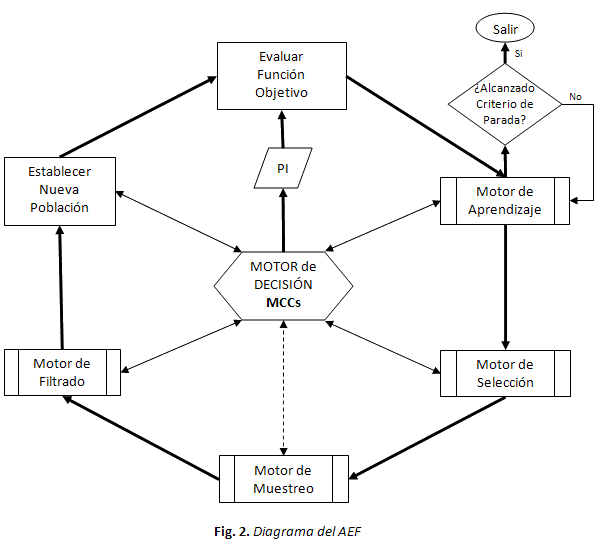 Salir
Si
¿Alcanzado
Criterio de
Parada?
No
Evaluar
Función
Objetivo
PI
Establecer
Nueva
Población
Motor de
Aprendizaje
MOTOR de
DECISIÓN
MCCs
Motor de
Filtrado
Motor de
Selección
Motor de
Muestreo
Fig. 2. Diagrama del AEF